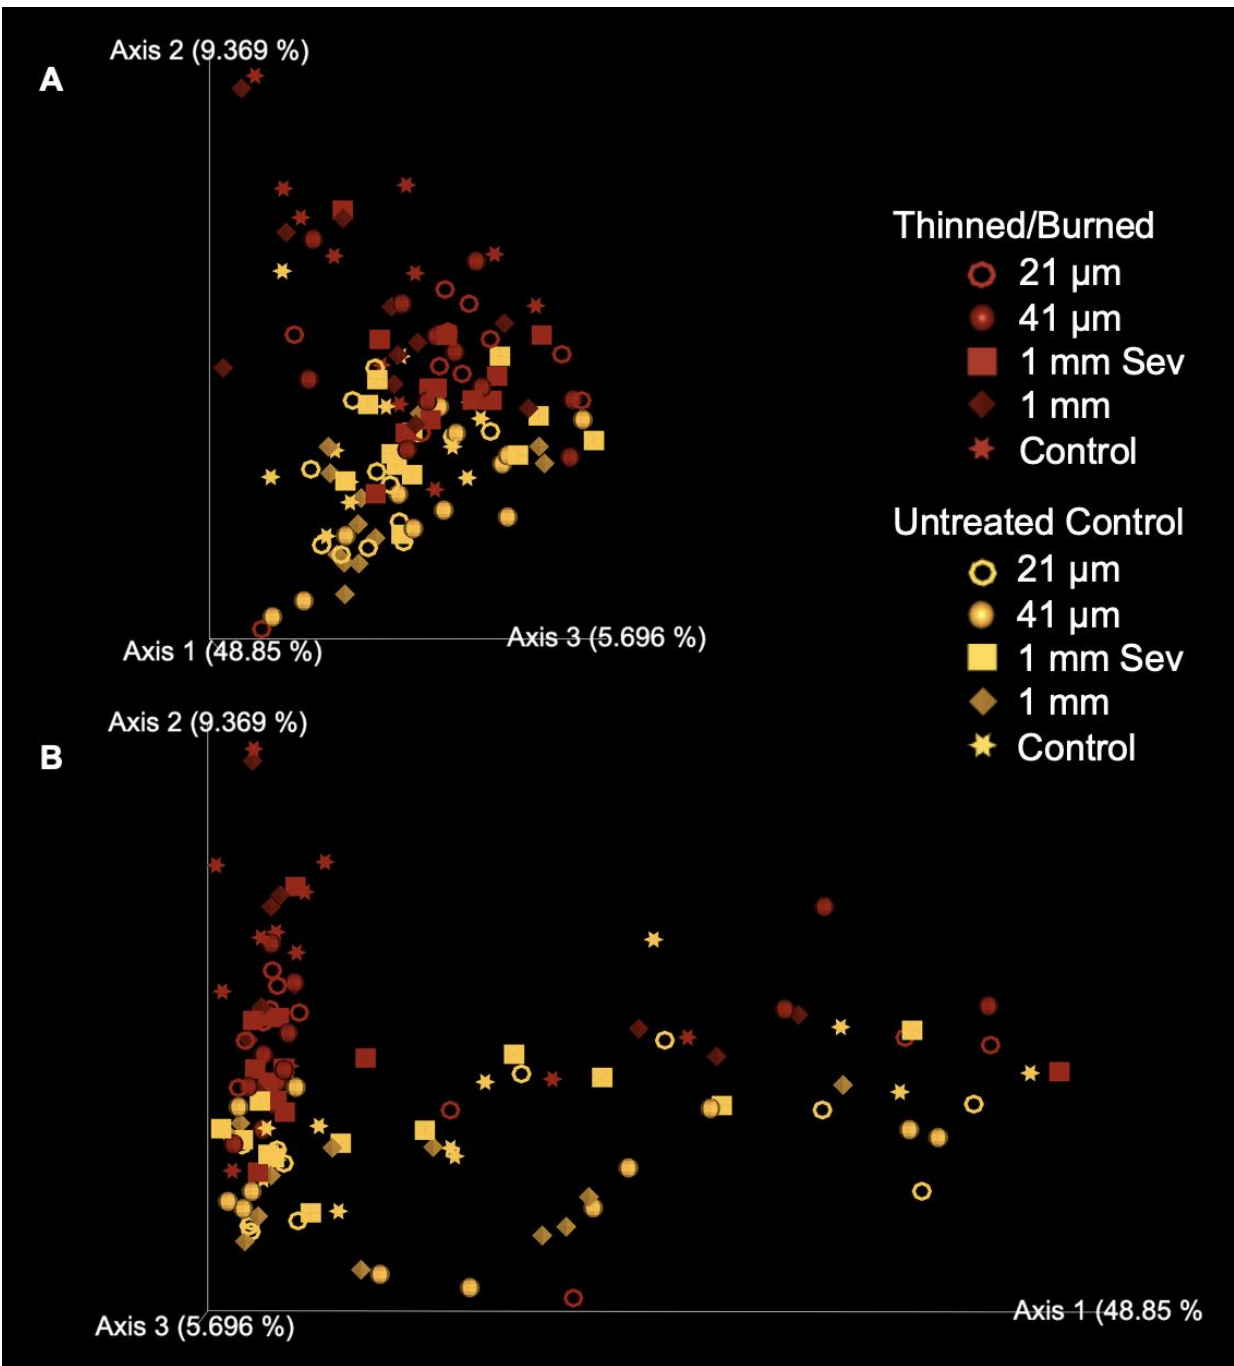 Axis 2 (9.369 %)
A
Thinned/Burned
21 µm
41 µm
1 mm Sev
1 mm
Control
Untreated Control
21 µm
41 µm
1 mm Sev
1 mm
Control
Axis 3 (5.696 %)
Axis 1 (48.85 %)
Axis 2 (9.369 %)
B
Axis 1 (48.85 %
Axis 3 (5.696 %)